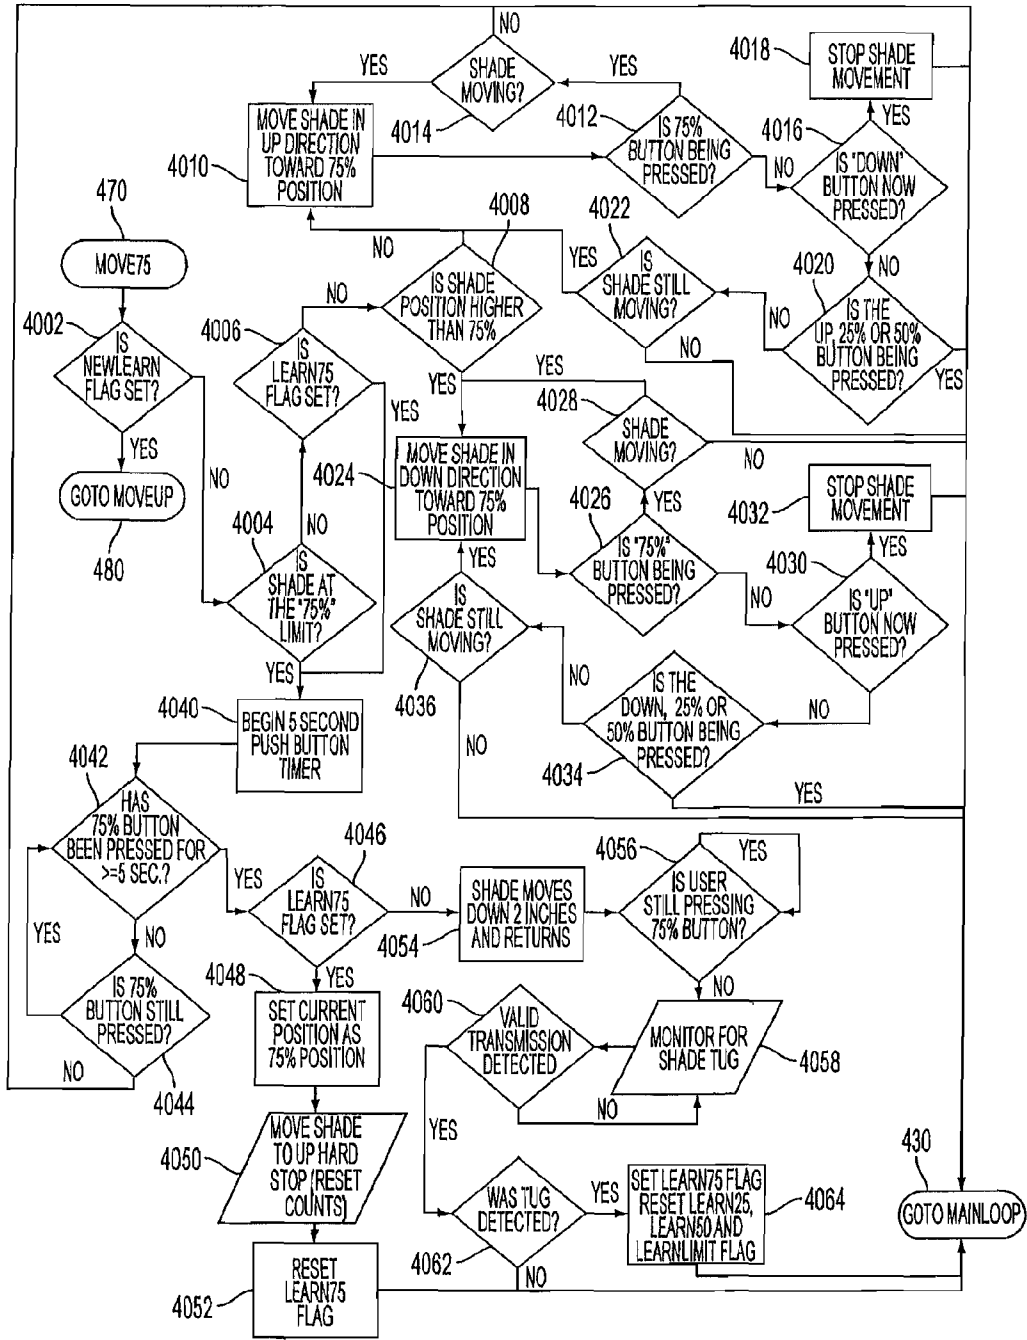 NO
YES
SHADE
MOVING?
4014
YES
4018
STOP SHADE
MOVEMENT
YES
4012
4016
MOVE SHADE IN
UP DIRECTION
TOWARD 75%
POSITION
4010
IS 75%
BUTTON BEING
PRESSED?
NO
IS "DOWN"
BUTTON NOW
PRESSED?
470
MOVE75
4008
NO
4022
YES
IS
SHADE STILL
MOVING?
NO
4020
NO
IS THE
UP, 25% OR 50%
BUTTON BEING
PRESSED?
YES
NO
IS SHADE
POSITION HIGHER
THAN 75%
YES
4002
IS
NEWLEARN
FLAG SET?
YES
NO
4006
IS
LEARN75
FLAG SET?
YES
NO
YES
4028
SHADE
MOVING?
NO
GOTO MOVEUP
480
4024
MOVE SHADE IN
DOWN DIRECTION
TOWARD 75%
POSITION
4026
YES
IS "75%"
BUTTON BEING
PRESSED?
NO
4032
STOP SHADE
MOVEMENT
YES
4030
IS "UP"
BUTTON NOW
PRESSED?
NO
4004
NO
IS
SHADE AT
THE "75%"
LIMIT?
YES
YES
IS
SHADE STILL
MOVING?
4036
NO
NO
IS THE
DOWN, 25% OR
50% BUTTON BEING
PRESSED?
4034
YES
4040
BEGIN 5 SECOND
PUSH BUTTON
TIMER
4042
HAS
75% BUTTON
BEEN PRESSED FOR
>=5 SEC.?
YES
NO
YES
IS 75%
BUTTON STILL
PRESSED?
NO
4044
4046
IS
LEARN75
FLAG SET?
NO
YES
4054
SHADE MOVES
DOWN 2 INCHES
AND RETURNS
4056
YES
IS USER
STILL PRESSING
75% BUTTON?
NO
4048
SET CURRENT
POSITION AS
75% POSITION
4060
VALID
TRANSMISSION
DETECTED
NO
YES
MONITOR FOR
SHADE TUG
4058
4050
MOVE SHADE
TO UP HARD
STOP (RESET
COUNTS)
WAS TUG
DETECTED?
4062
YES
NO
SET LEARN75 FLAG
RESET LEARN25,
LEARN50 AND
LEARNLIMIT FLAG
4064
430
GOTO MAINLOOP
4052
RESET
LEARN75
FLAG